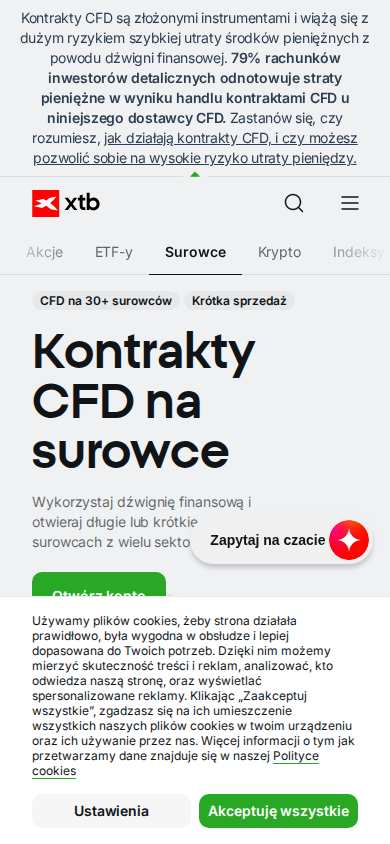 Kontrakty CFD są złożonymi instrumentami i wiążą się z
dużym ryzykiem szybkiej utraty środków pieniężnych z
powodu dźwigni finansowej. 79% rachunków
inwestorów detalicznych odnotowuje straty
pieniężne w wyniku handlu kontraktami CFD u
niniejszego dostawcy CFD. Zastanów się, czy
rozumiesz, jak działają kontrakty CFD, i czy możesz
pozwolić sobie na wysokie ryzyko utraty pieniędzy.
xtb
Akcje ETF-y Surowce Krypto Indeksy
CFD na 30+ surowców Krótka sprzedaż
Kontrakty
CFD na
surowce
Wykorzystaj dźwignię finansową i
otwieraj długie lub krótkie
surowcach z wielu
Zapytaj na czacie
Otwórz konto
Używamy plików cookies, żeby strona działała
prawidłowo, była wygodna w obsłudze i lepiej
dopasowana do Twoich potrzeb. Dzięki nim możemy
mierzyć skuteczność treści i reklam, analizować, kto
odwiedza naszą stronę, oraz wyświetlać
spersonalizowane reklamy. Klikając „Zaakceptuj
wszystkie”, zgadzasz się na ich umieszczenie
wszystkich naszych plików cookies w twoim urządzeniu
oraz ich używanie przez nas. Więcej informacji o tym jak
przetwarzamy dane znajduje się w naszej Polityce
cookies
Ustawienia Akceptuję wszystkie